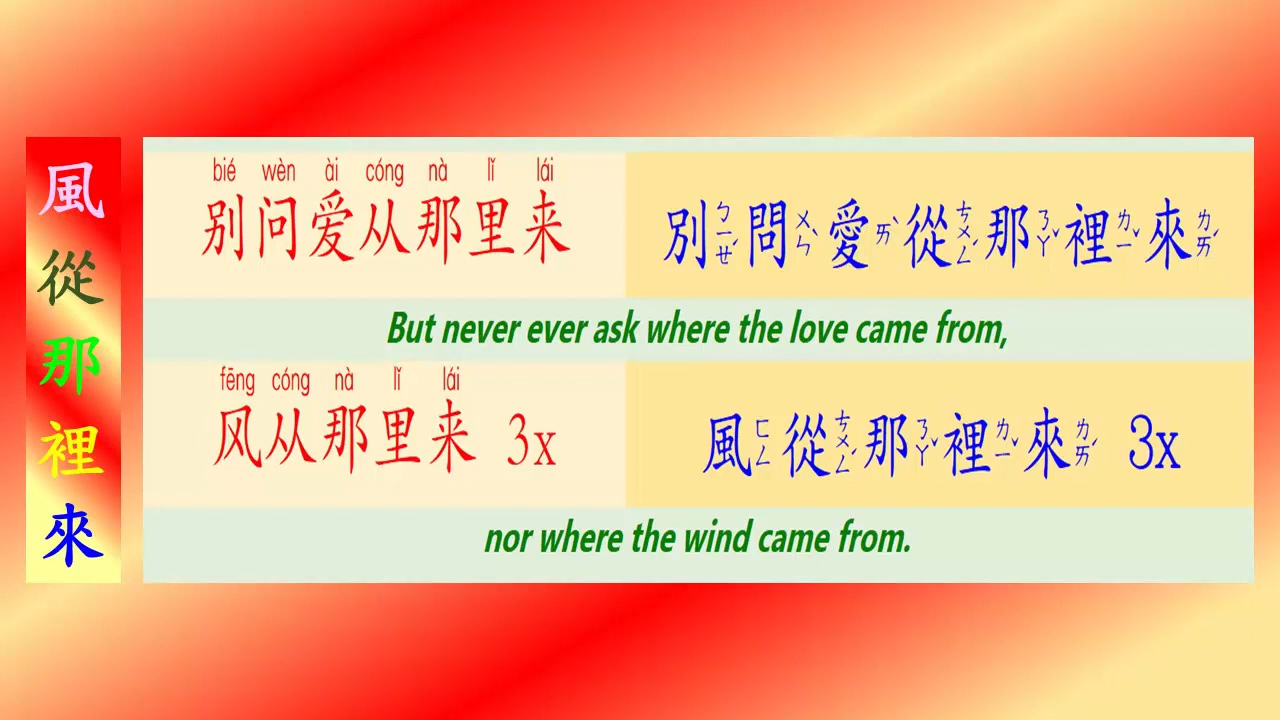 風從那裡來
bié wèn ài cóng nà lǐ lái
别问爱从那里来
別ㄅㄧㄝˊ問ㄨㄣˋ愛ㄞˋ從ㄘㄨㄥˊ那ㄋㄚˇ裡ㄌㄧˇ來ㄌㄞˊ
But never ever ask where the love came from,
fēng cóng nà lǐ lái
风从那里来 3x
風ㄈㄥ從ㄘㄨㄥˊ那ㄋㄚˇ裡ㄌㄧˇ來ㄌㄞˊ 3x
nor where the wind came from.